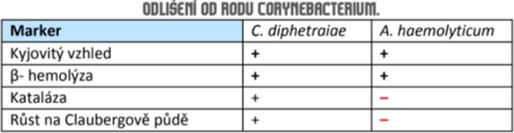 ODLIŠENÍ OD RODU CORYNEBACTERIUM.
Marker C. diphetraiae A. haemolyticum
Kyjovitý vzhled + +
β- hemolýza + +
Kataláza + −
Růst na Claubergově půdě + −